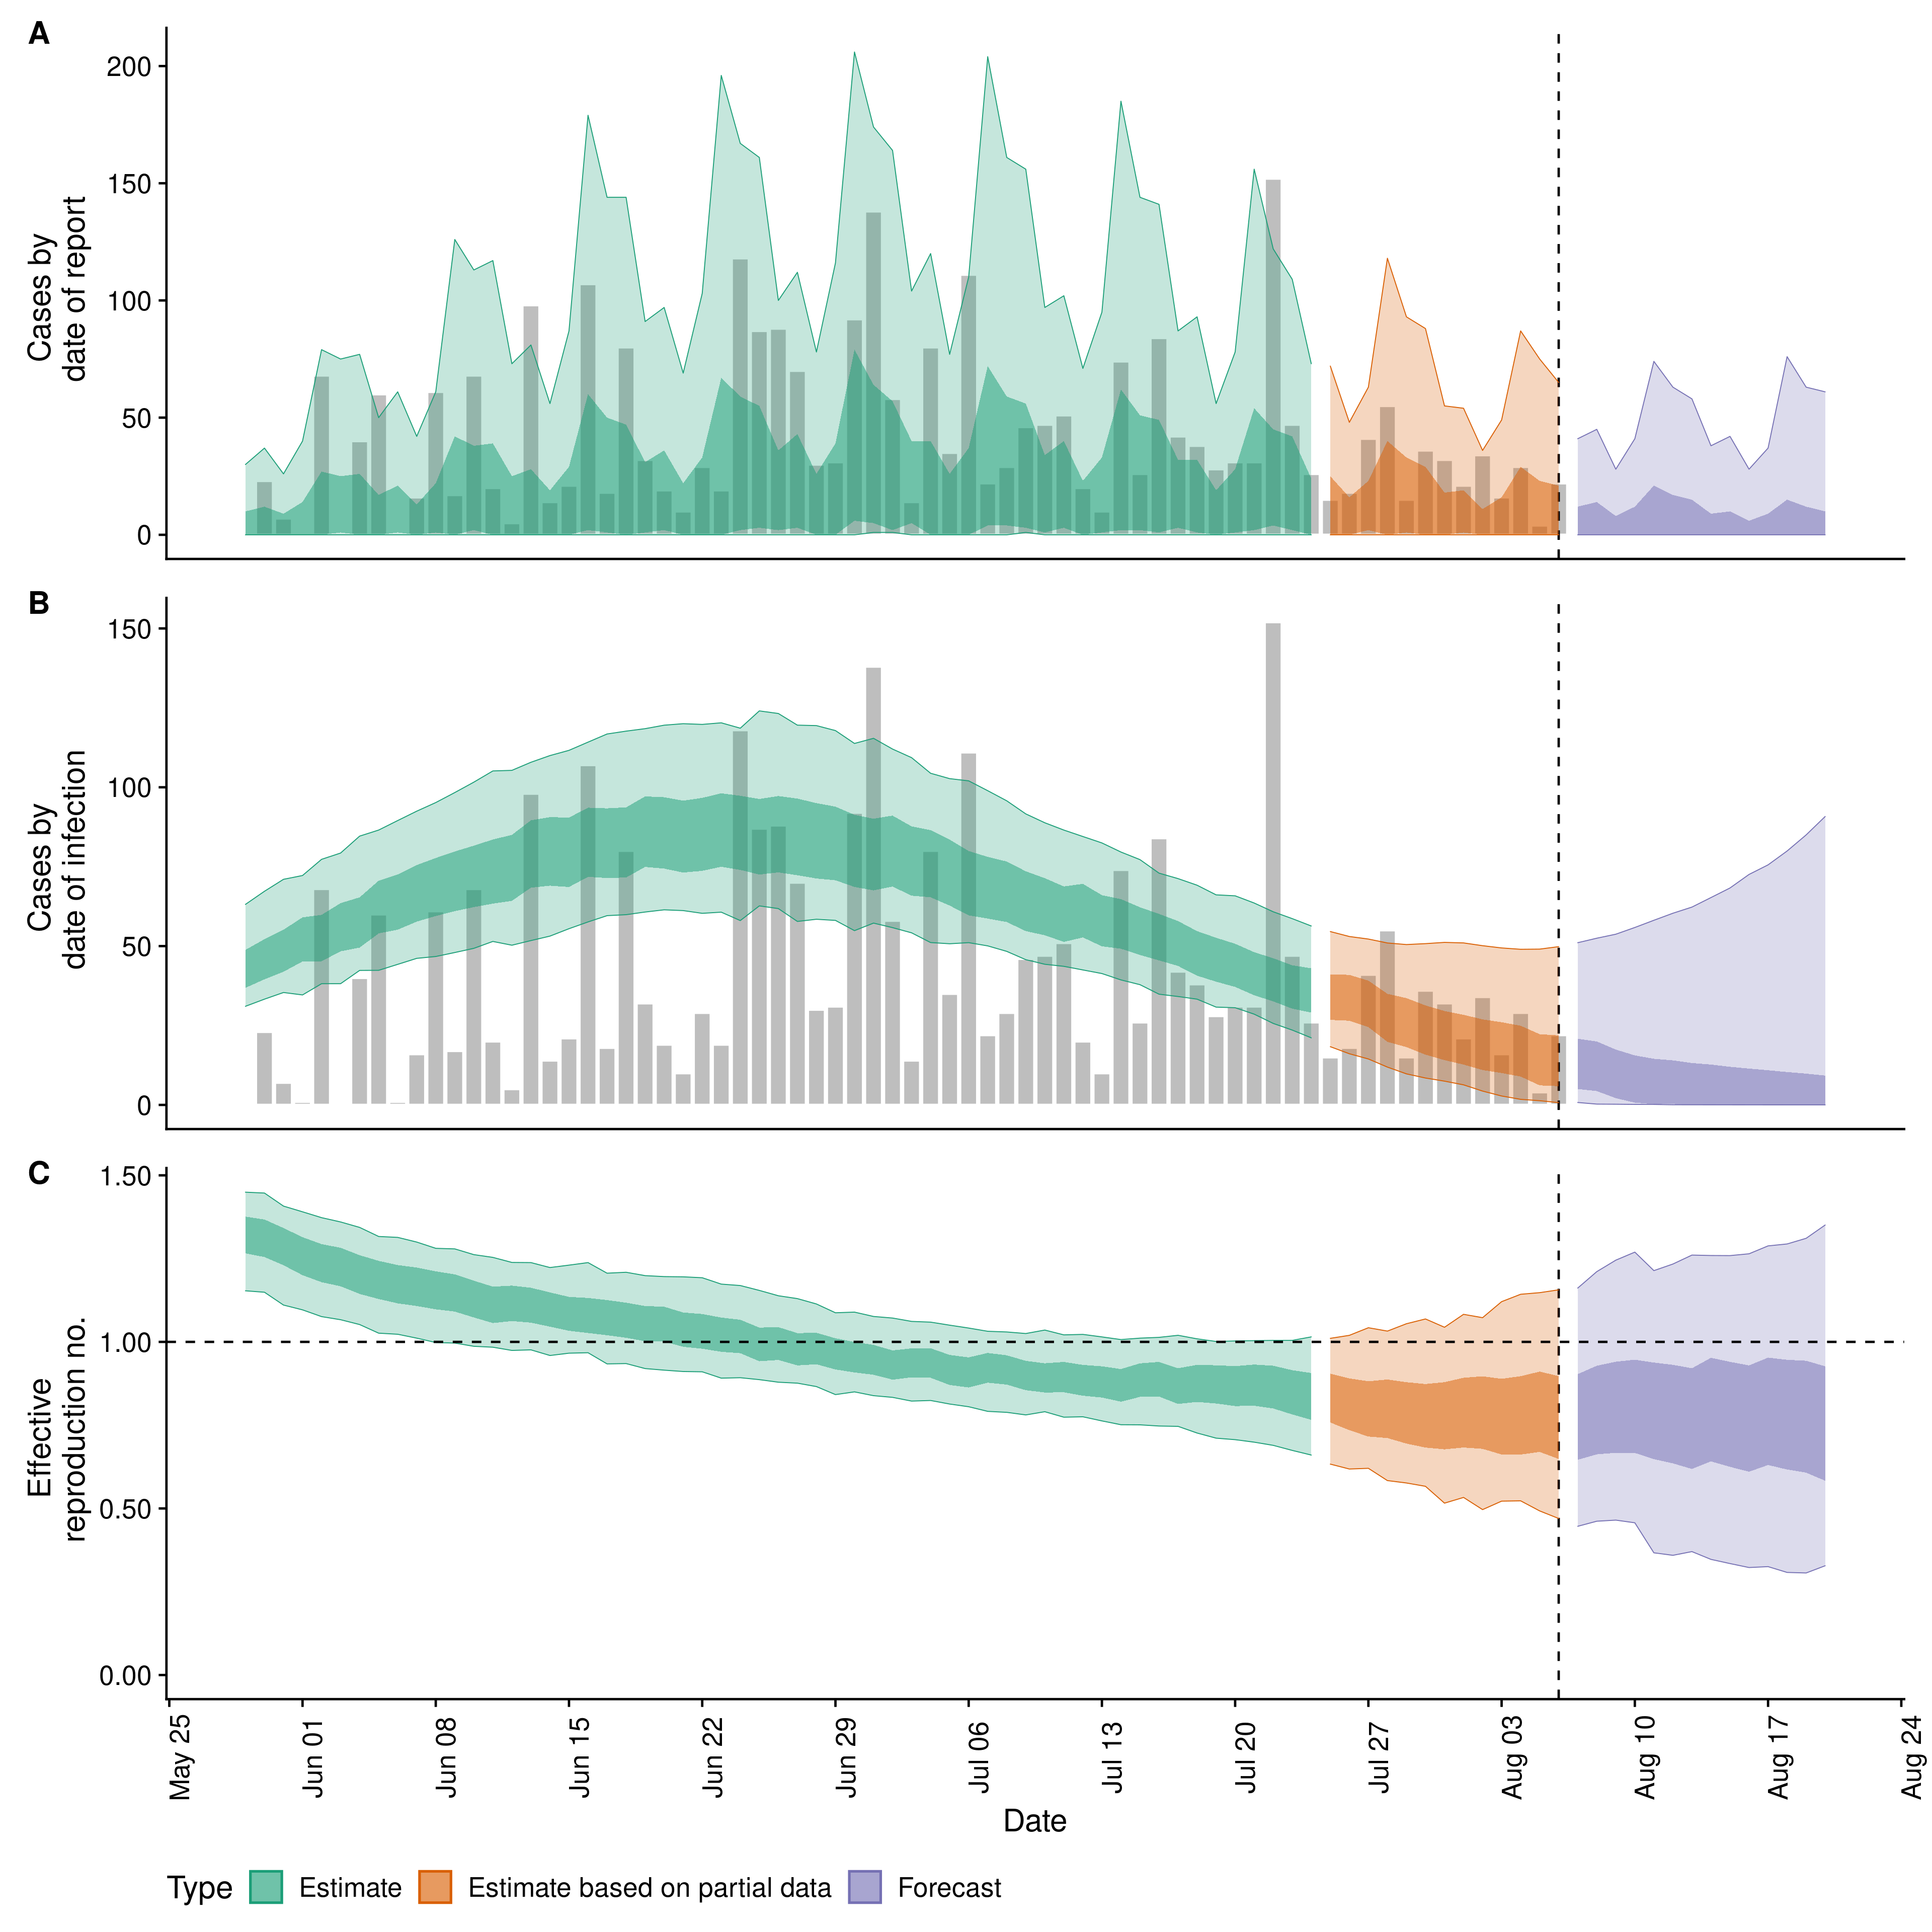 A
200
150
100
50
0
Cases by
date of report
B
150
100
50
0
Cases by
date of infection
C
1.50
1.00
0.50
0.00
Effective
reproduction no.
May 25
Jun 01
Jun 08
Jun 15
Jun 22
Jun 29
Jul 06
Jul 13
Jul 20
Jul 27
Aug 03
Aug 10
Aug 17
Aug 24
Date
Type Estimate Estimate based on partial data Forecast